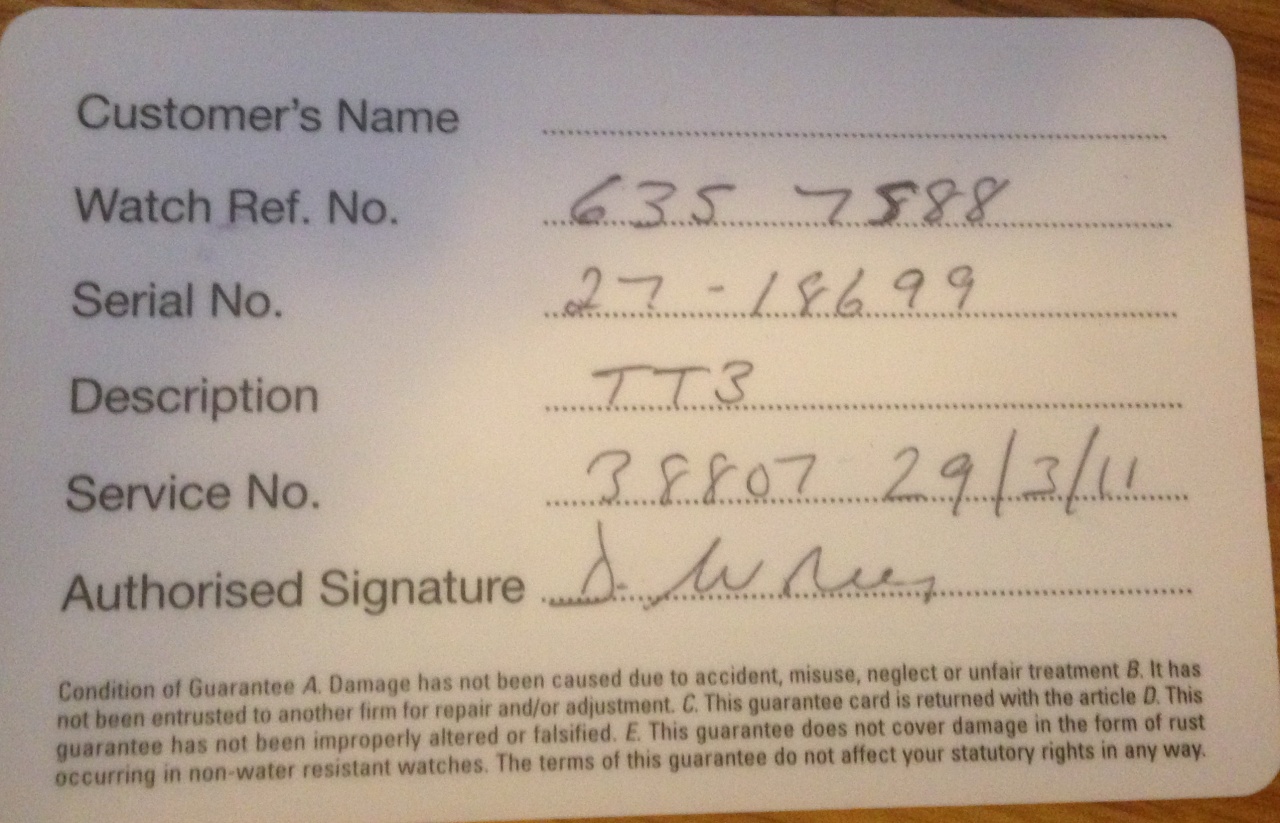 Customer's Name
Watch Ref. No. 635 7588
Serial No. 27-18699
Description TT3
Service No. 38807 29/3/11
Authorised Signature
Condition of Guarantee A. Damage has not been caused due to accident, misuse, neglect or unfair treatment B. It has
not been entrusted to another firm for repair and/or adjustment. C. This guarantee card is returned with the article D. This
guarantee has not been improperly altered or falsified. E. This guarantee does not cover damage in the form of rust
occurring in non-water resistant watches. The terms of this guarantee do not affect your statutory rights in any way.